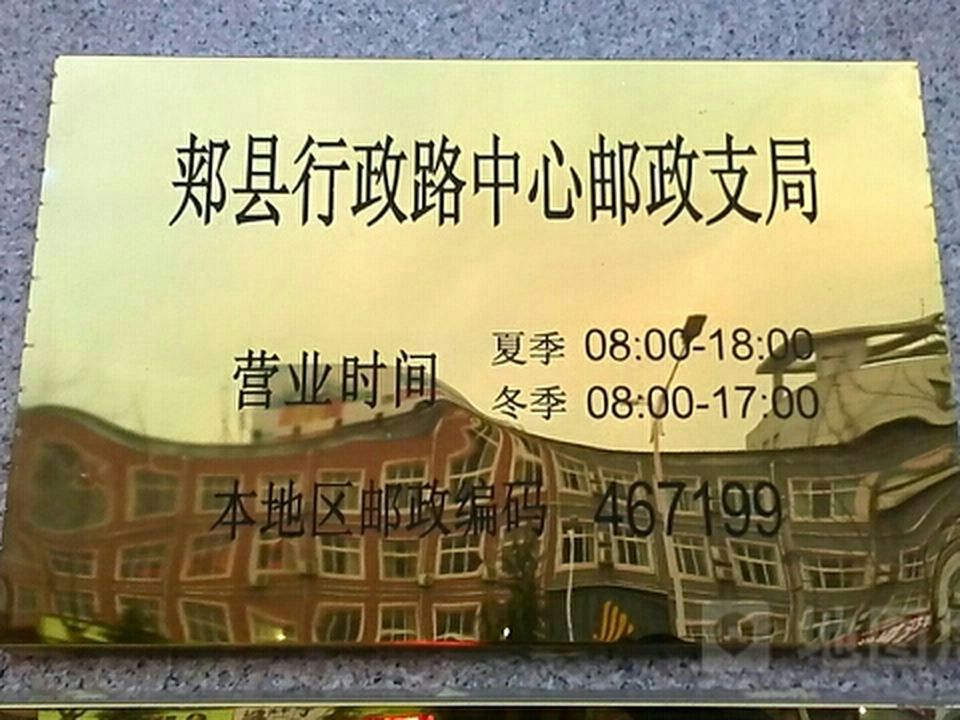 郏县行政路中心邮政支局
营业时间 夏季 08:00-18:00
冬季 08:00-17:00
本地区邮政编码 467199